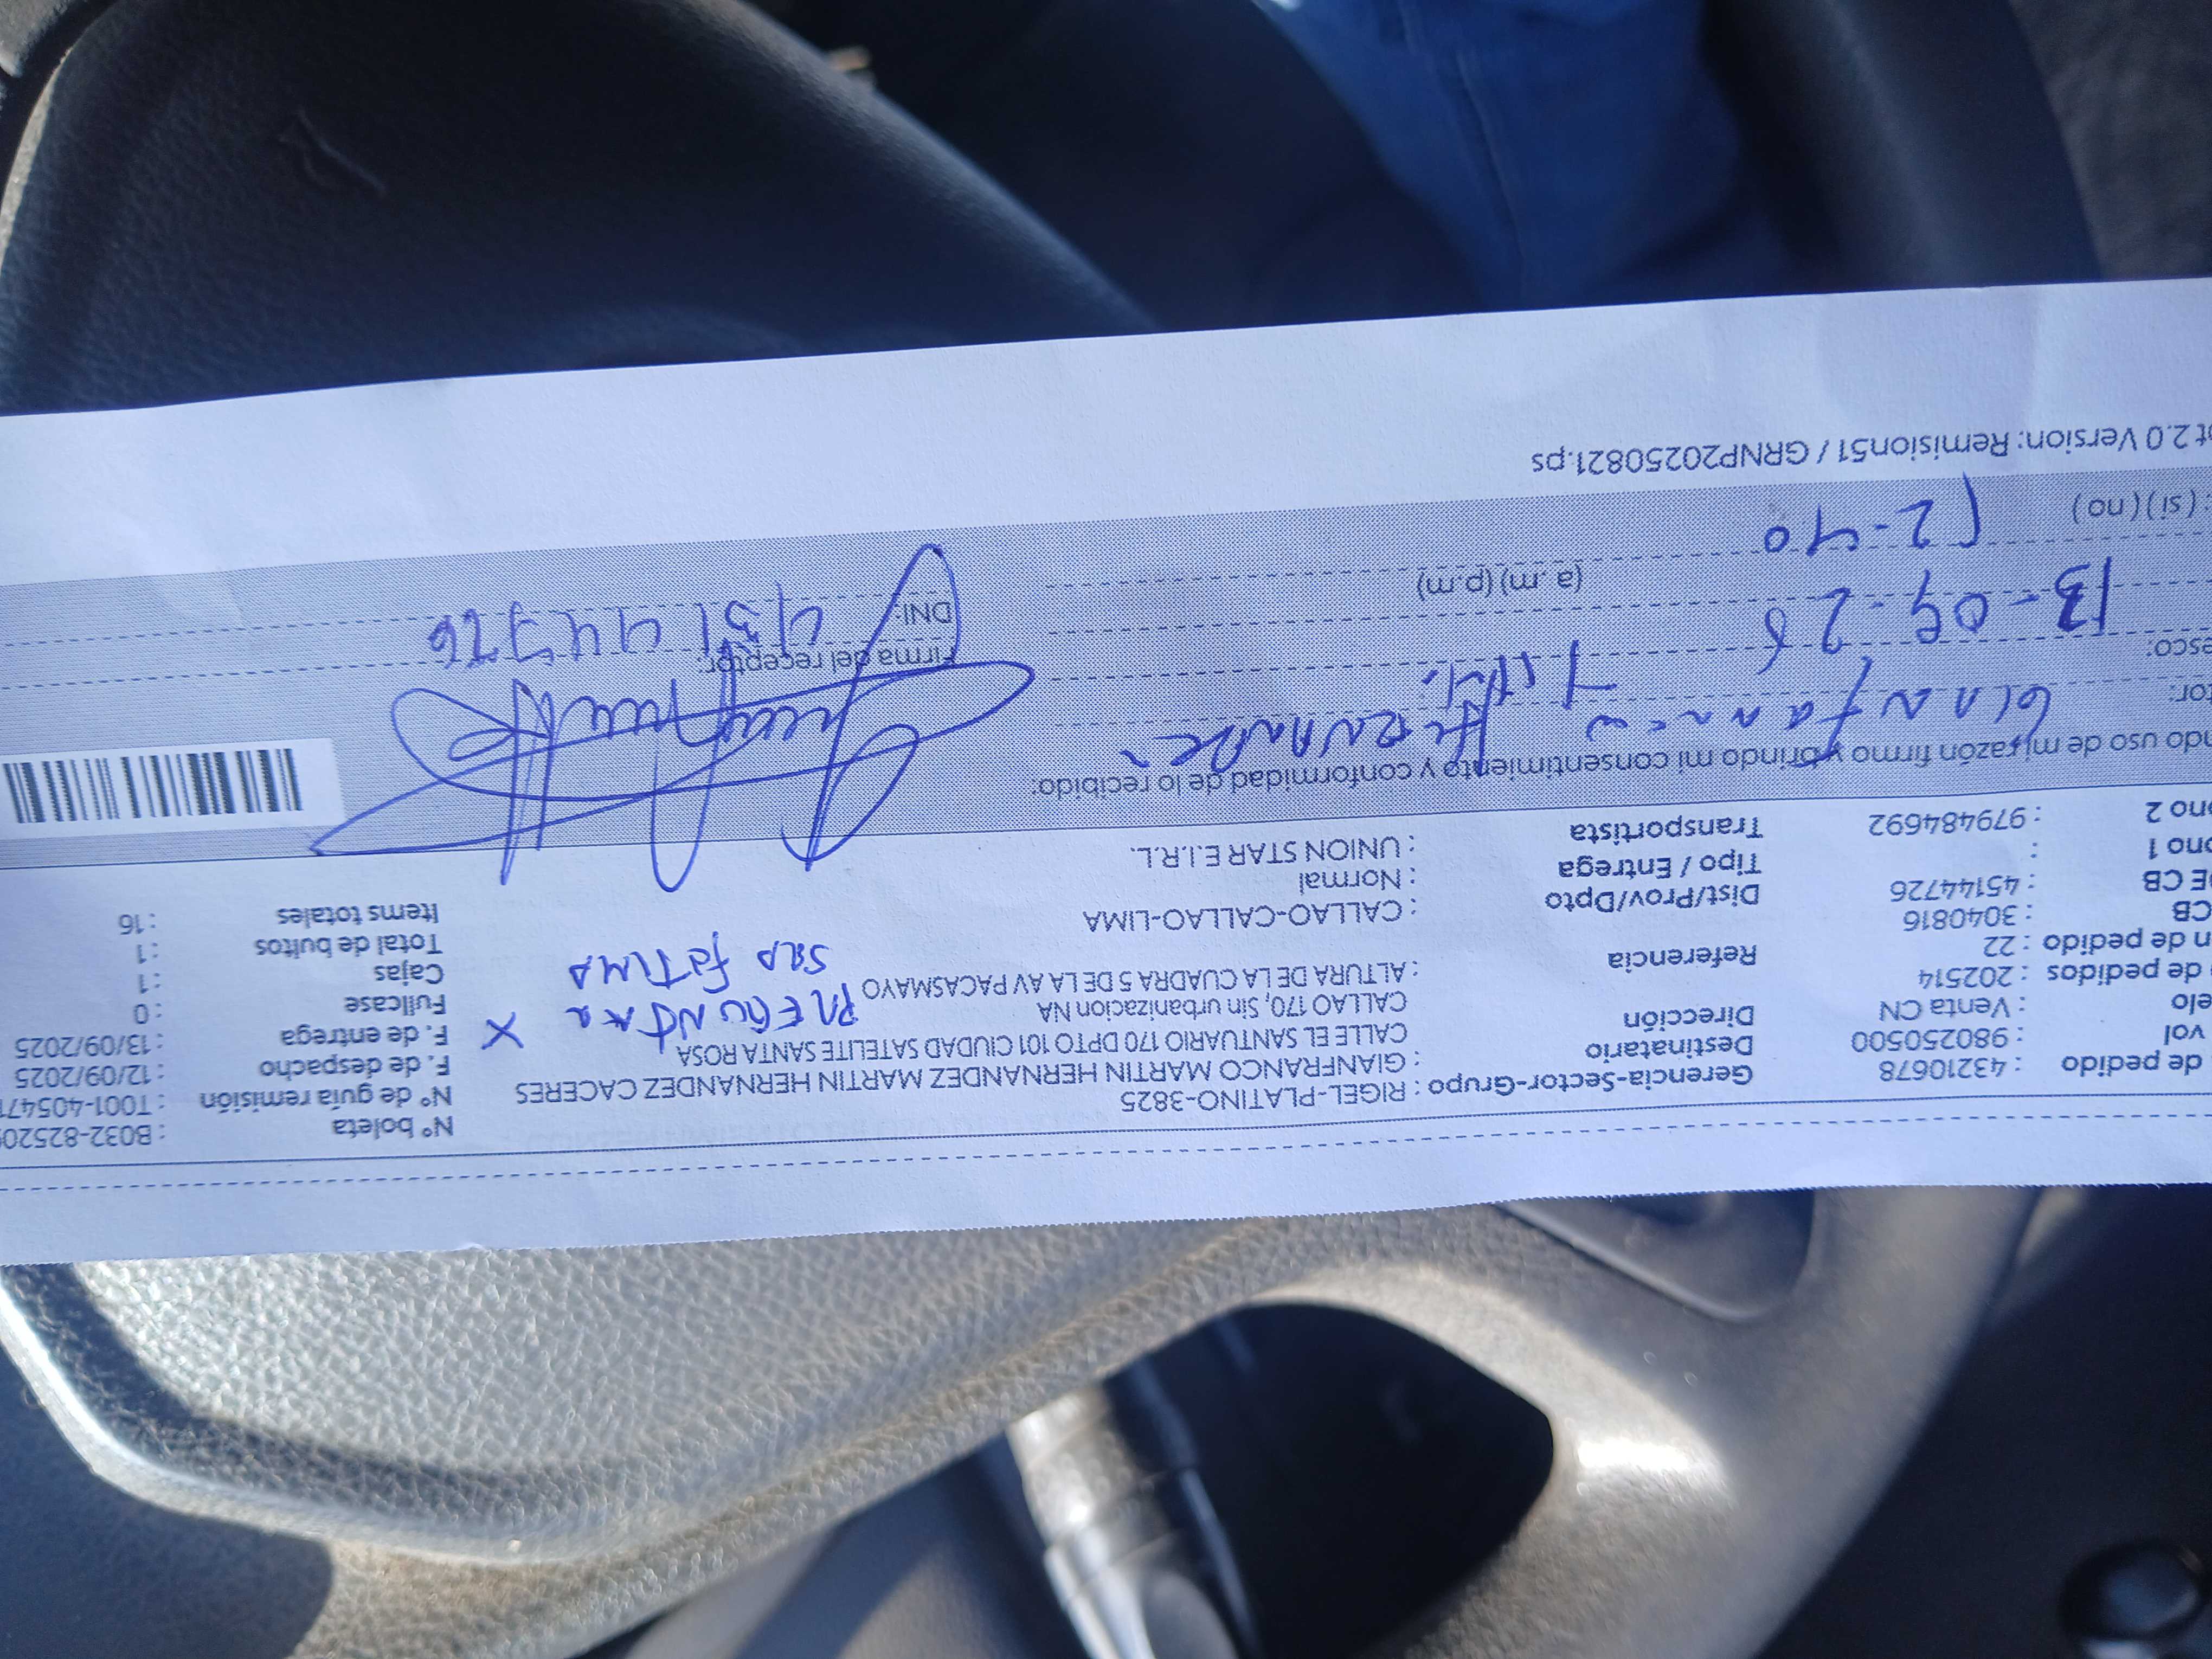 de pedido : 43210678 Gerencia-Sector-Grupo : RIGEL-PLATINO-3825 Nº boleta : B032-825209
vol : 980250500 Destinatario : GIANFRANCO MARTIN HERNANDEZ MARTIN HERNANDEZ CACERES Nº de guía remisión : T001-40547
elo : Venta CN Dirección CALLE EL SANTUARIO 170 DPTO 101 CIUDAD SATELITE SANTA ROSA F. de despacho : 12/09/2025
de pedidos : 202514 CALLAO 170, Sin urbanizacion NA F. de entrega : 13/09/2025
n de pedido : 22 Referencia : ALTURA DE LA CUADRA 5 DE LA AV PACASMAYO Fullcase : 0
CB : 3040816 Cajas : 1
E CB : 45144726 Dist/Prov/Dpto : CALLAO-CALLAO-LIMA Total de bultos : 1
ono 1 : Tipo / Entrega : Normal Items totales : 16
ono 2 : 979484692 Transportista : UNION STAR E.I.R.L.
PREGUNTAR X
SRA FATIMA
ndo uso de mi razón firmo y brindo mi consentimiento y conformidad de lo recibido:
tor: Gianfranco Hernandez
esco: Titu. Firma del receptor:
13-09-25 DNI:
(a.m) (p.m)
: (si) (no) 12-40
ot 2.0 Version: Remision51 / GRNP20250821.ps